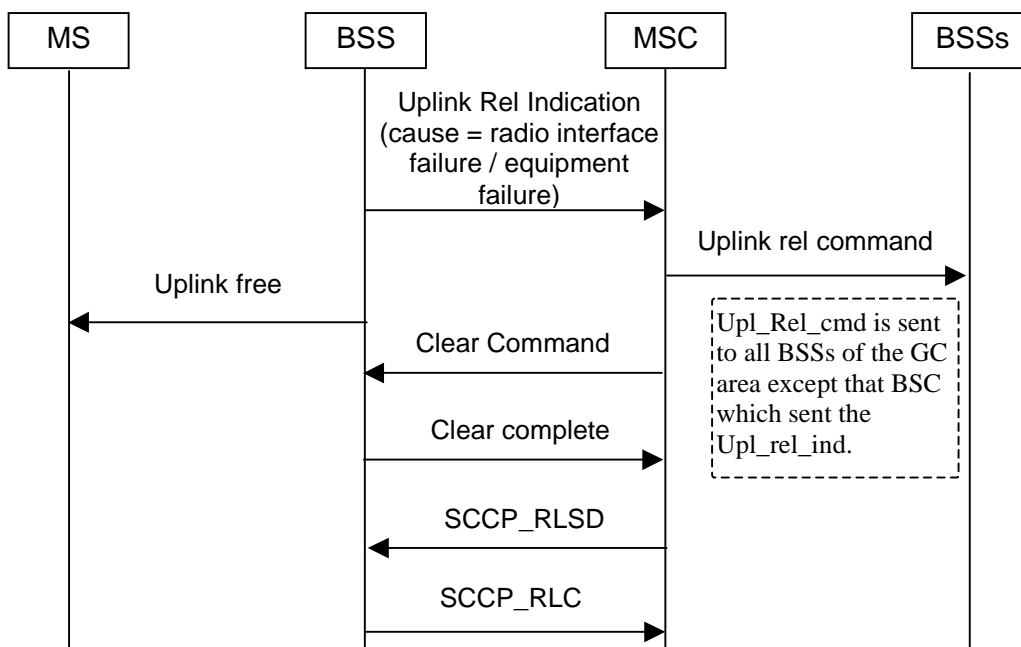 MS
BSS
MSC
BSSs
Uplink Rel Indication
(cause = radio interface
failure / equipment
failure)
Uplink rel command
Uplink free
Upl_Rel_cmd is sent
to all BSSs of the GC
area except that BSC
which sent the
Upl_rel_ind.
Clear Command
Clear complete
SCCP_RLSD
SCCP_RLC